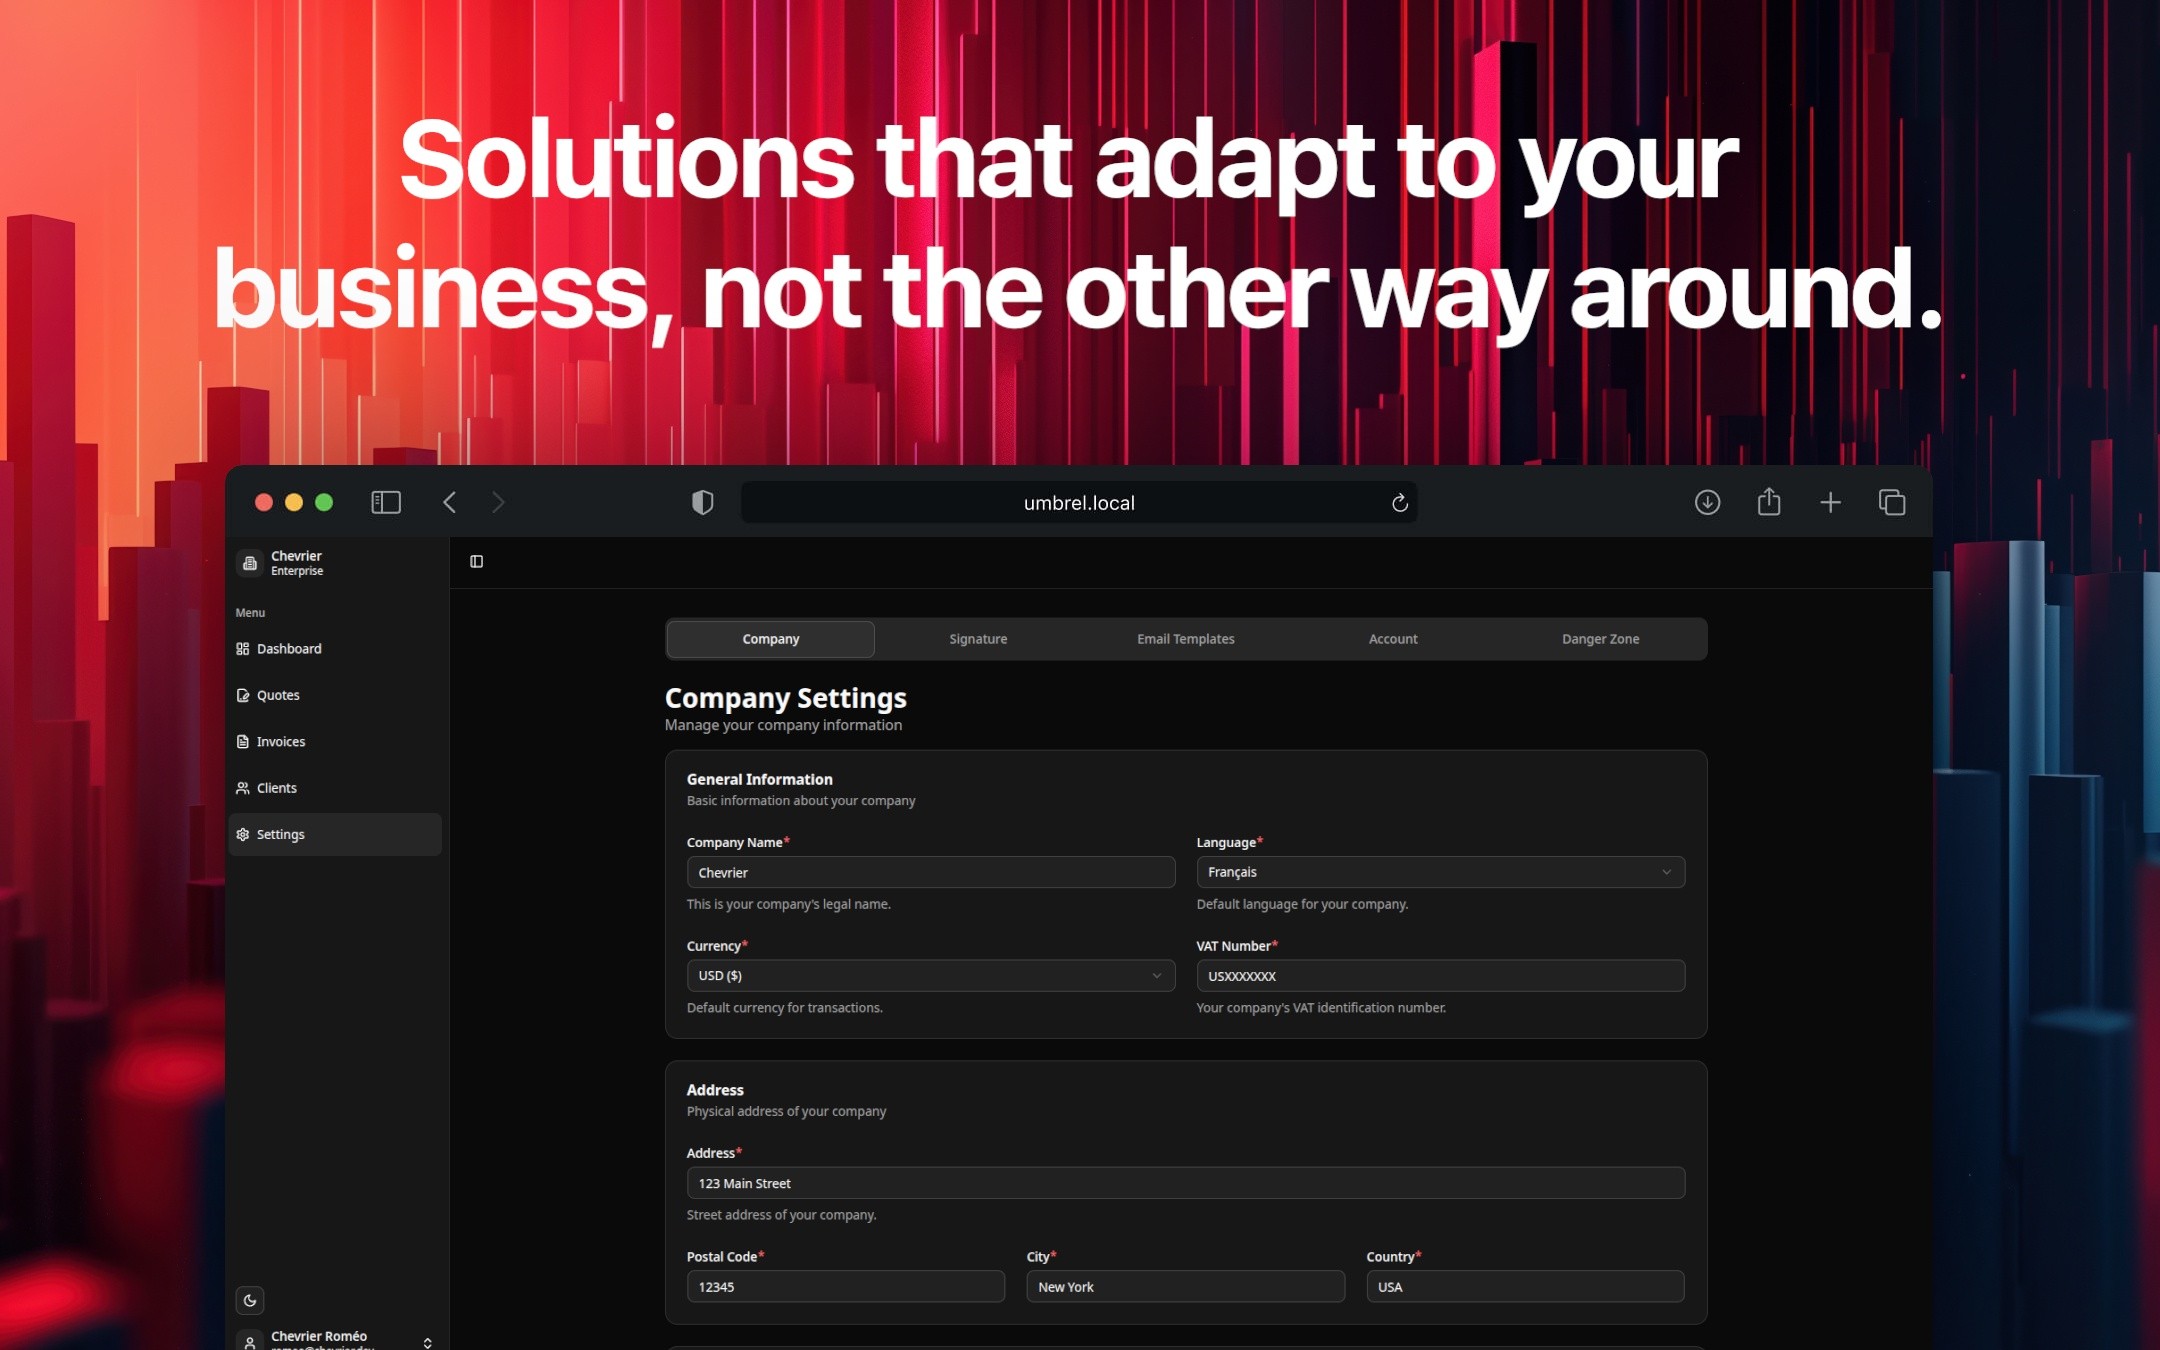 Solutions that adapt to your
business, not the other way around.
umbrel.local
Chevrier
Enterprise
Menu
Dashboard
Quotes
Invoices
Clients
Settings
Chevrier Roméo
Company
Signature
Email Templates
Account
Danger Zone
Company Settings
Manage your company information
General Information
Basic information about your company
Company Name*
Language*
Chevrier
Français
This is your company's legal name.
Default language for your company.
Currency*
VAT Number*
USD ($)
USXXXXXXX
Default currency for transactions.
Your company's VAT identification number.
Address
Physical address of your company
Address*
123 Main Street
Street address of your company.
Postal Code*
City*
Country*
12345
New York
USA